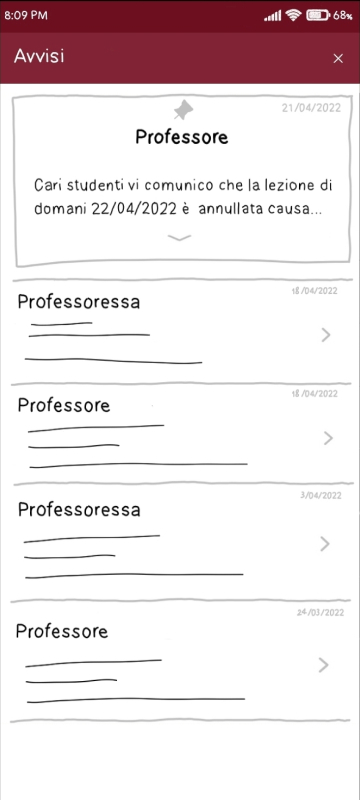 8:09 PM 68%
Avvisi
21/04/2022
Professore
Cari studenti vi comunico che la lezione di
domani 22/04/2022 è annullata causa...
18/04/2022
Professoressa
18/04/2022
Professore
3/04/2022
Professoressa
24/03/2022
Professore